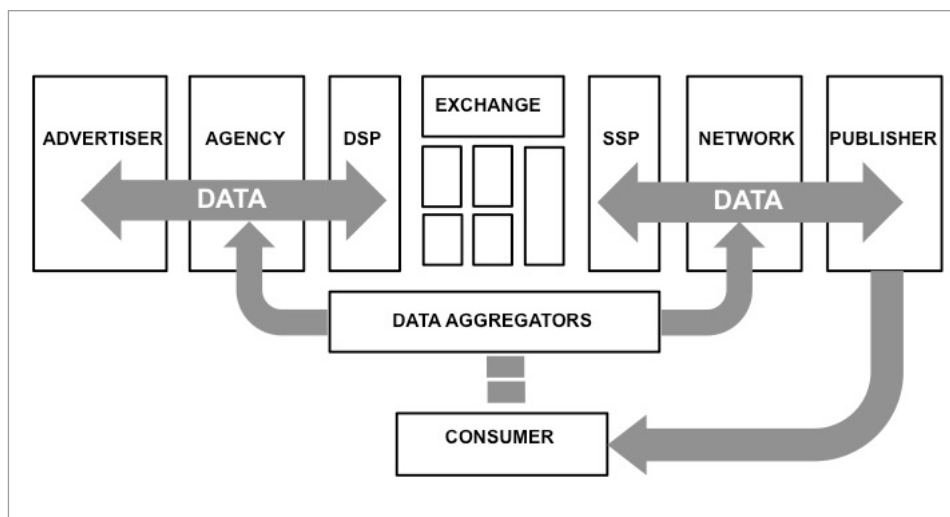 EXCHANGE
ADVERTISER AGENCY DSP SSP NETWORK PUBLISHER
DATA DATA
DATA AGGREGATORS
CONSUMER